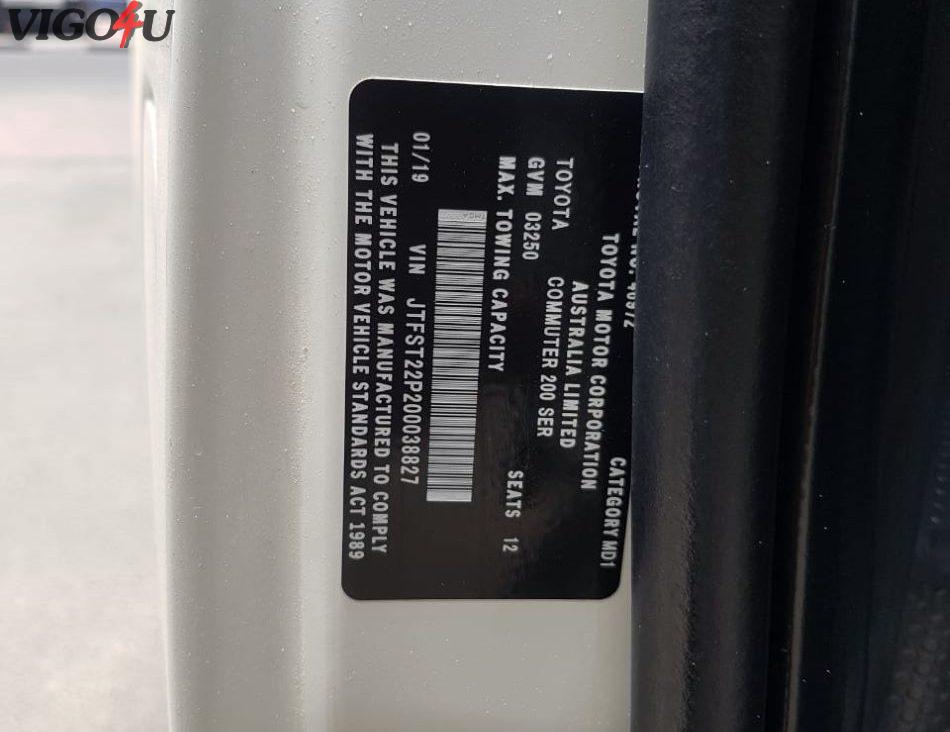 VIGO4U
CATEGORY MD1
TOYOTA MOTOR CORPORATION
AUSTRALIA LIMITED
TOYOTA COMMUTER 200 SER
GVM 03250
MAX. TOWING CAPACITY SEATS 12
01/19 VIN JTFST22P200038827
THIS VEHICLE WAS MANUFACTURED TO COMPLY
WITH THE MOTOR VEHICLE STANDARDS ACT 1989